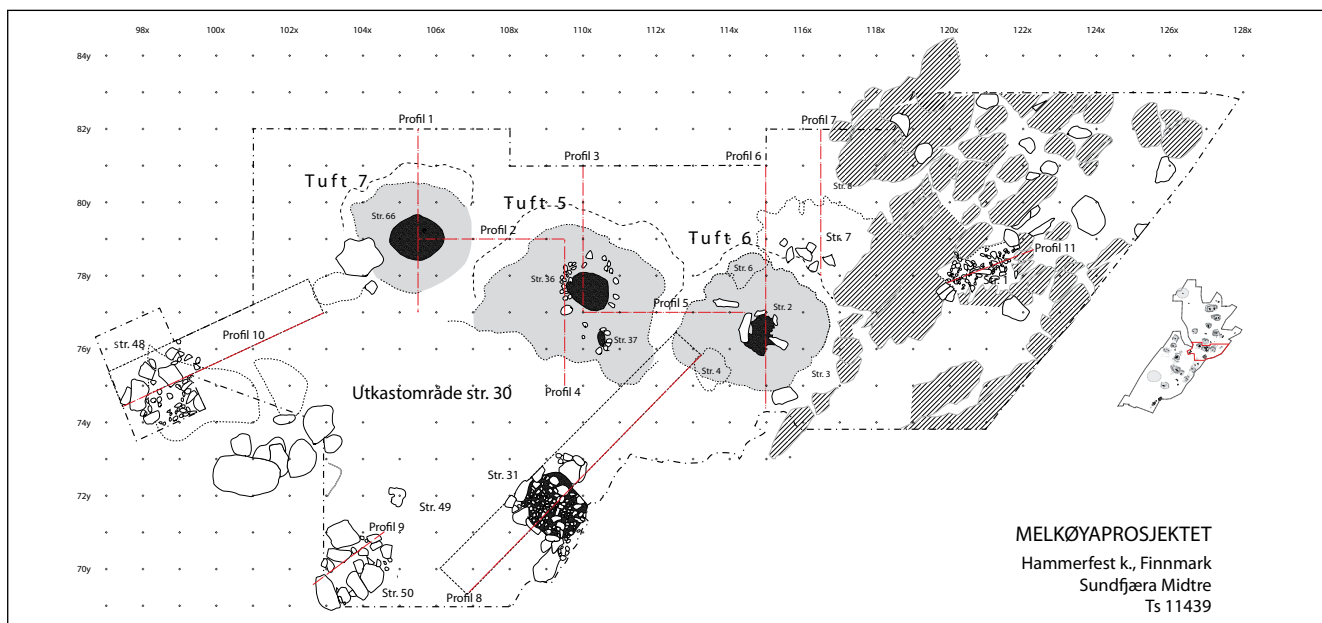 98x 100x 102x 104x 106x 108x 110x 112x 114x 116x 118x 120x 122x 124x 126x 128x
84y
82y
80y
78y
76y
74y
72y
70y
Profil 1
Profil 7
Profil 3
Profil 6
Tuft 7
Str. 8
Tuft 5
Str. 66
Profil 2
Tuft 6
Str. 7
Profil 11
Str. 36
Str. 6
Str. 1
Profil 5
Str. 2
Profil 10
str. 48
Str. 37
Str. 4
Str. 3
Utkastområde str. 30
Profil 4
Str. 31
Str. 49
Profil 9
Str. 50
Profil 8
MELKØYAPROSJEKTET
Hammerfest k., Finnmark
Sundfjæra Midtre
Ts 11439